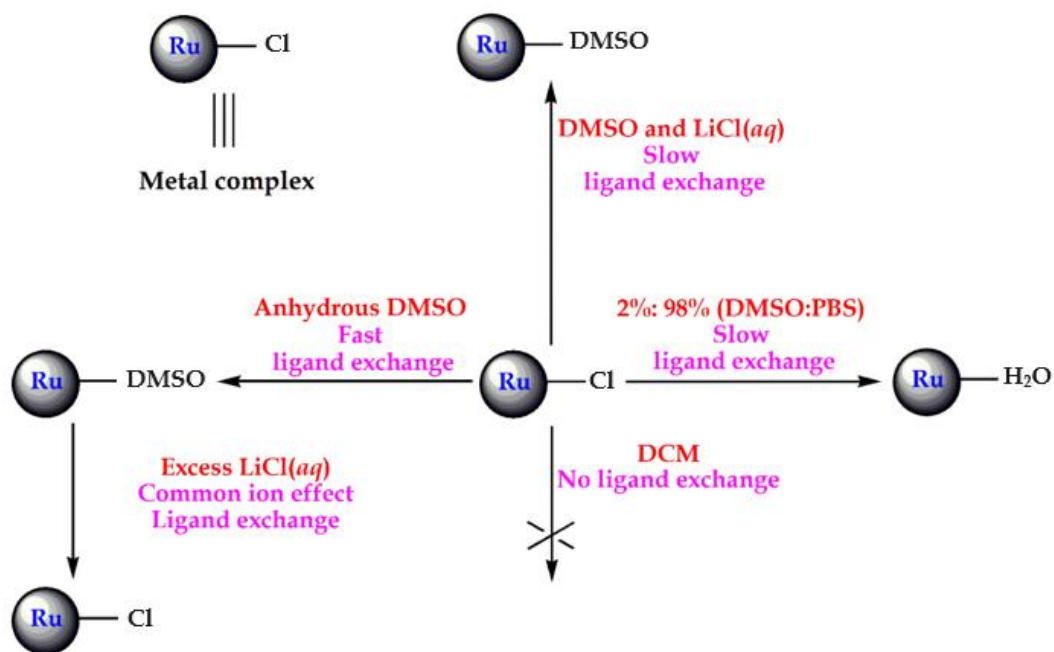 Ru Cl
Metal complex
Ru DMSO
DMSO and LiCl(aq)
Slow
ligand exchange
Anhydrous DMSO
Fast
ligand exchange
2%: 98% (DMSO:PBS)
Slow
ligand exchange
Ru DMSO
Ru Cl
Ru H₂O
Excess LiCl(aq)
Common ion effect
Ligand exchange
DCM
No ligand exchange
Ru Cl